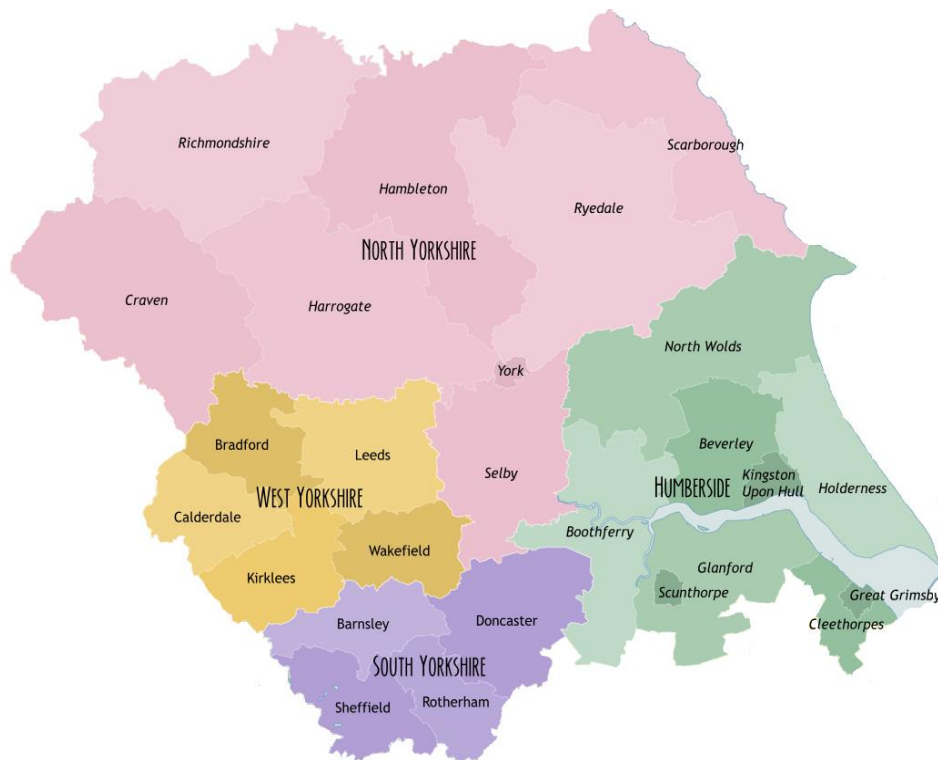 Richmondshire
Scarborough
Hambleton
Ryedale
NORTH YORKSHIRE
Craven
Harrogate
North Wolds
York
Bradford
Leeds
Beverley
Selby
Kingston
Upon Hull
HUMBERSIDE
Holderness
WEST YORKSHIRE
Calderdale
Boothferry
Wakefield
Glanford
Kirklees
Scunthorpe
Great Grimsby
Barnsley
Doncaster
Cleethorpes
SOUTH YORKSHIRE
Rotherham
Sheffield